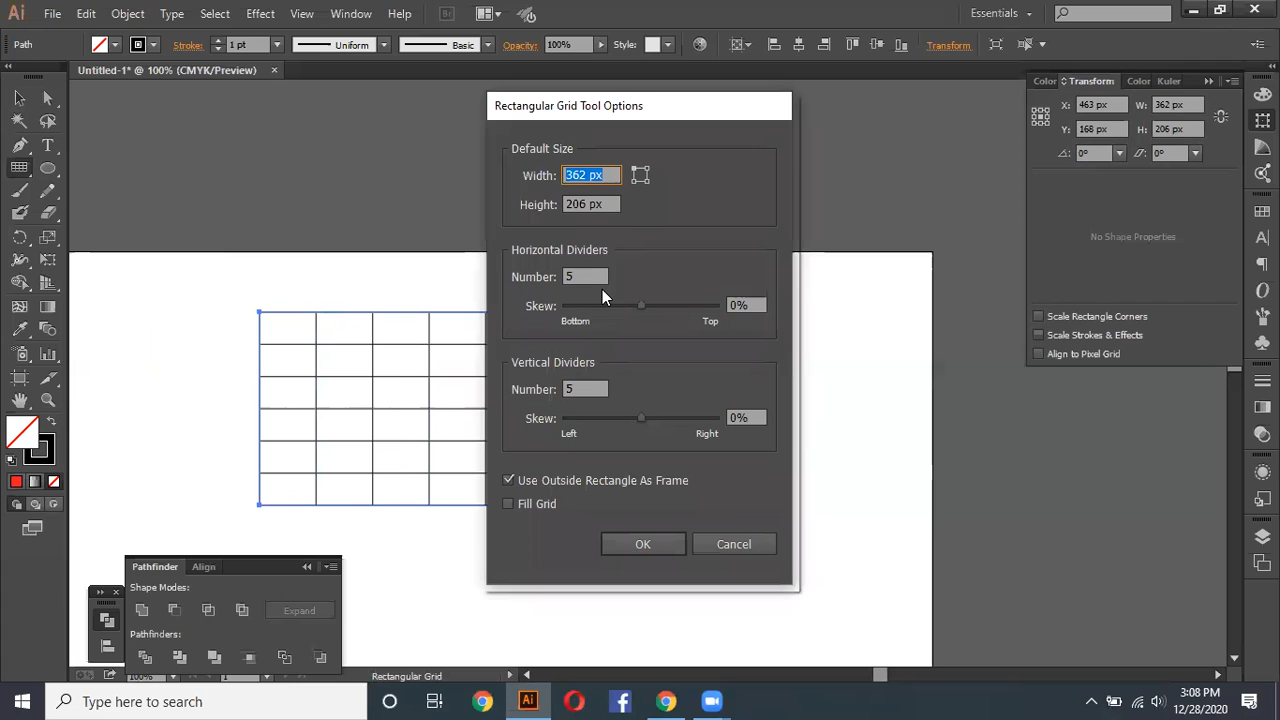 Ai File Edit Object Type Select Effect View Window Help Br Essentials
Path Stroke: 1 pt Uniform Basic Opacity: 100% Style: Transform
Untitled-1* @ 100% (CMYK/Preview) ×
Rectangular Grid Tool Options
Default Size
Width: 362 px
Height: 206 px
Horizontal Dividers
Number: 5
Skew: 0%
Bottom Top
Vertical Dividers
Number: 5
Skew: 0%
Left Right
Use Outside Rectangle As Frame
Fill Grid
OK Cancel
Color Transform Color Kuler
X: 463 px W: 362 px
Y: 168 px H: 206 px
0° 0°
No Shape Properties
Scale Rectangle Corners
Scale Strokes & Effects
Align to Pixel Grid
Pathfinder Align
Shape Modes:
Expand
Pathfinders:
100% 1 Rectangular Grid
Type here to search
Ai
3:08 PM
12/28/2020